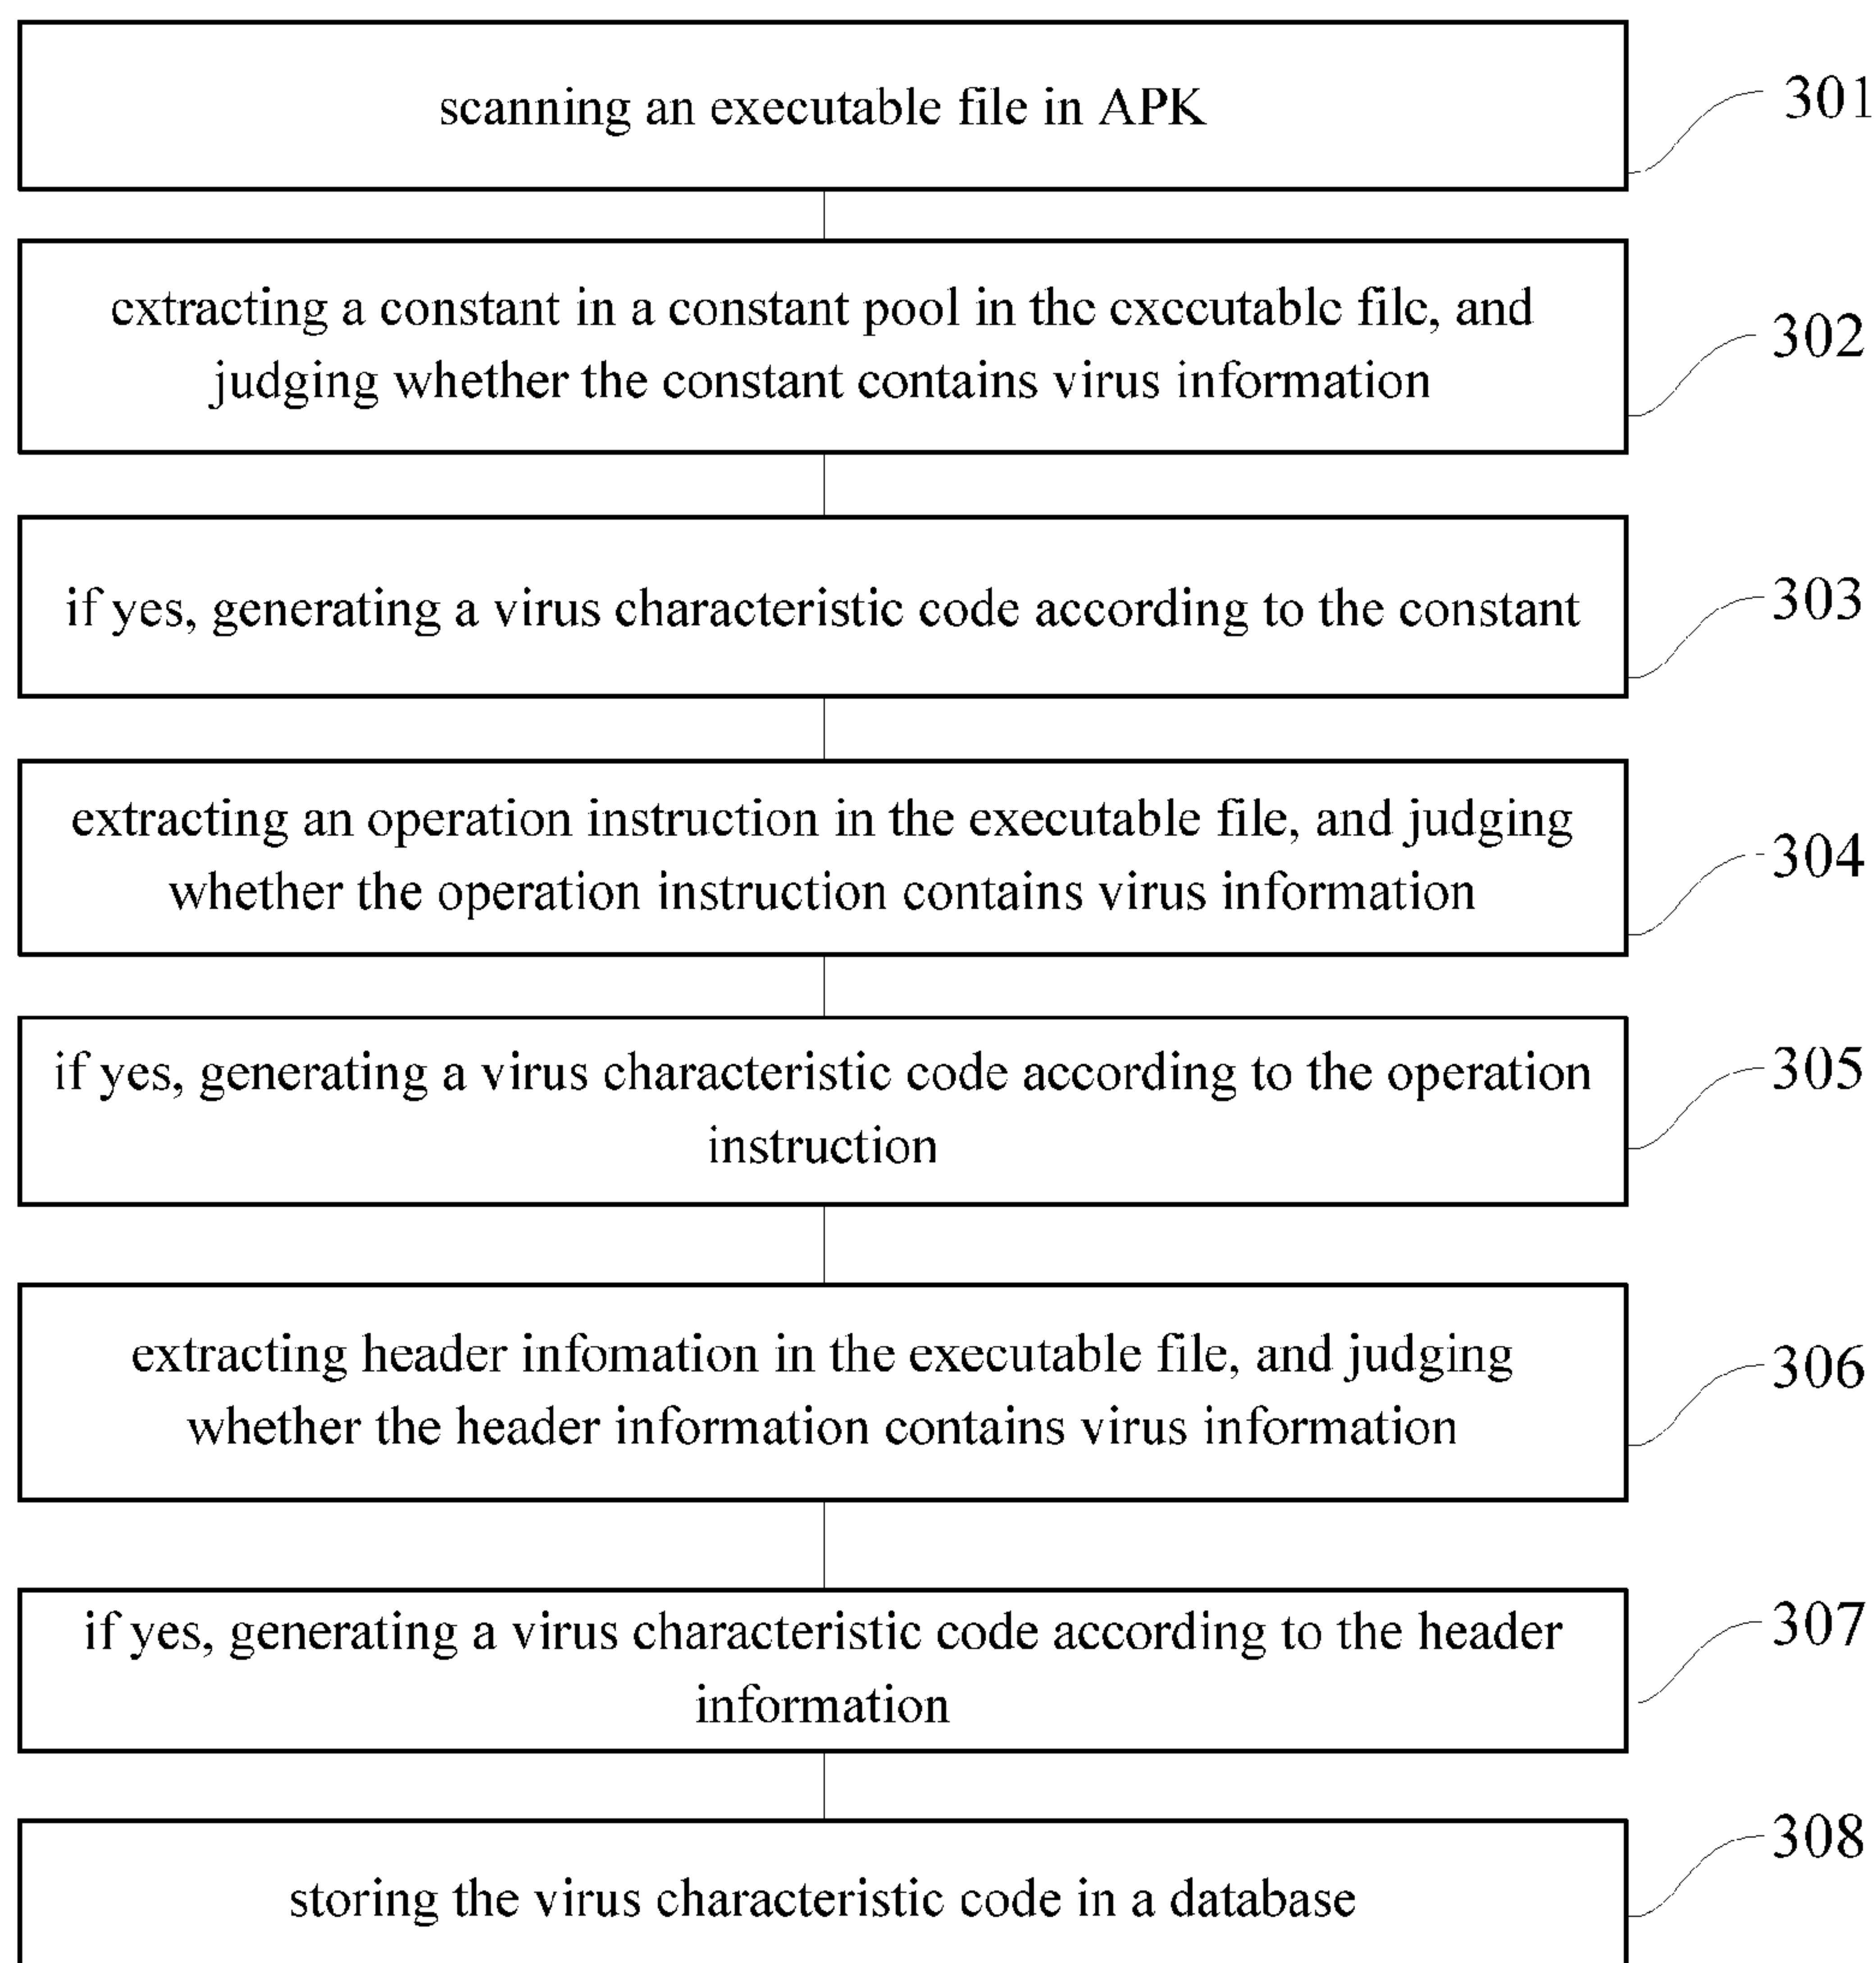 scanning an executable file in APK
301
extracting a constant in a constant pool in the executable file, and
judging whether the constant contains virus information
302
if yes, generating a virus characteristic code according to the constant
303
extracting an operation instruction in the executable file, and judging
whether the operation instruction contains virus information
304
if yes, generating a virus characteristic code according to the operation
instruction
305
extracting header infomation in the executable file, and judging
whether the header information contains virus information
306
if yes, generating a virus characteristic code according to the header
information
307
storing the virus characteristic code in a database
308